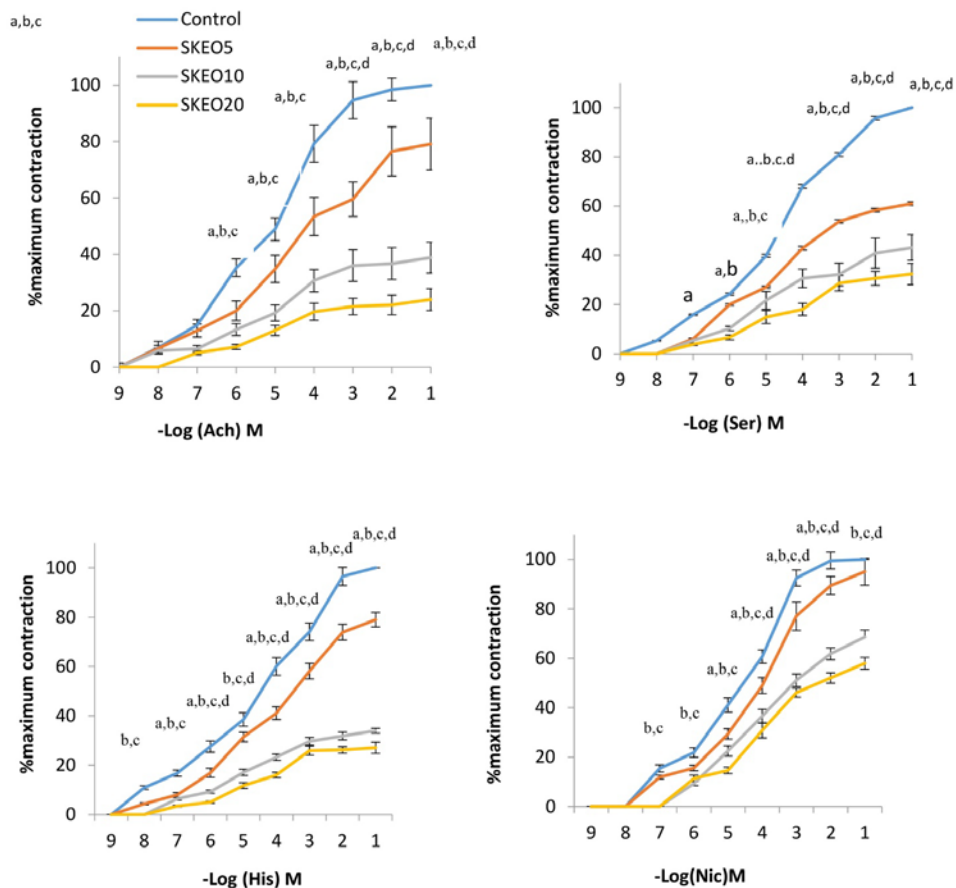 a,b,c
Control
SKEO5
SKEO10
SKEO20
a,b,c
a,b,c
a,b,c
a,b,c,d
a,b,c,d
a,b,c,d
%maximum contraction
100
80
60
40
20
0
9 8 7 6 5 4 3 2 1
-Log (Ach) M
a
a,b
a,,b,c
a..b.c.d
a,b,c,d
a,b,c,d
a,b,c,d
%maximum contraction
100
80
60
40
20
0
9 8 7 6 5 4 3 2 1
-Log (Ser) M
b,c
a,b,c
a,b,c,d
b,c,d
a,b,c,d
a,b,c,d
a,b,c,d
a,b,c,d
%maximum contraction
100
80
60
40
20
0
9 8 7 6 5 4 3 2 1
-Log (His) M
b,c
b,c
a,b,c
a,b,c,d
a,b,c,d
a,b,c,d
b,c,d
%maximum contraction
100
80
60
40
20
0
9 8 7 6 5 4 3 2 1
-Log(Nic)M